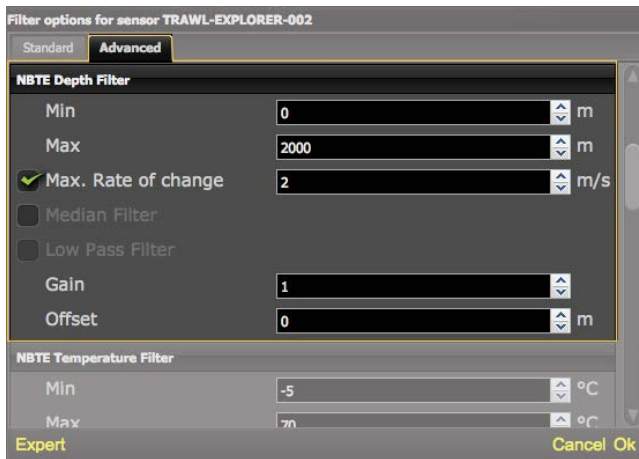 Filter options for sensor TRAWL-EXPLORER-002
Standard Advanced
NBTE Depth Filter
Min 0 m
Max 2000 m
Max. Rate of change 2 m/s
Median Filter
Low Pass Filter
Gain 1
Offset 0 m
NBTE Temperature Filter
Min -5 °C
Max 70 °C
Expert Cancel Ok